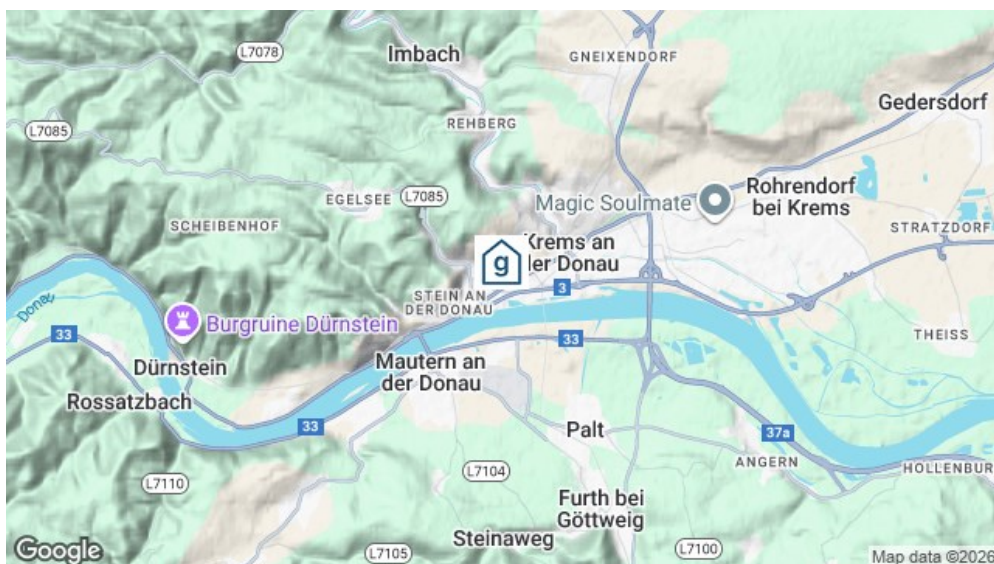 L7078
Imbach
GNEIXENDORF
Gedersdorf
L7085
REHBERG
EGELSEE
L7085
Magic Soulmate
Rohrendorf
bei Krems
SCHEIBENHOF
STRATZDORF
g
Krems an
der Donau
3
STEIN AN
DER DONAU
Donau
Burgruine Dürnstein
33
33
THEISS
Dürnstein
Mautern an
der Donau
Rossatzbach
33
Palt
37a
ANGERN
HOLLENBUR
L7110
L7104
Furth bei
Göttweig
Steinaweg
L7105
L7100
Google
Map data ©2026